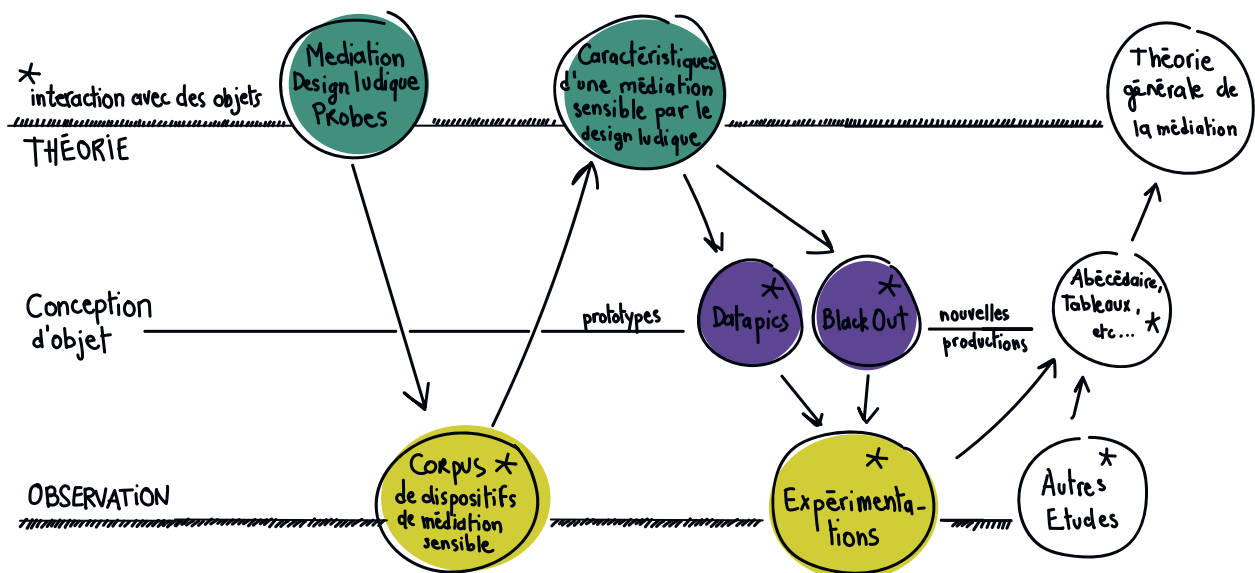 *
interaction avec des objets
THÉORIE
Mediation
Design ludique
PRobes
Caractéristiques
d'une médiation
sensible par le
design ludique
Théorie
générale de
la médiation
Conception
d'objet
prototypes
Datapics *
BlackOut *
nouvelles
productions
Abécédaire,
Tableaux,
etc... *
OBSERVATION
CORPUS *
de dispositifs
de médiation
sensible
*
Expérimenta-
tions
*
Autres
Etudes